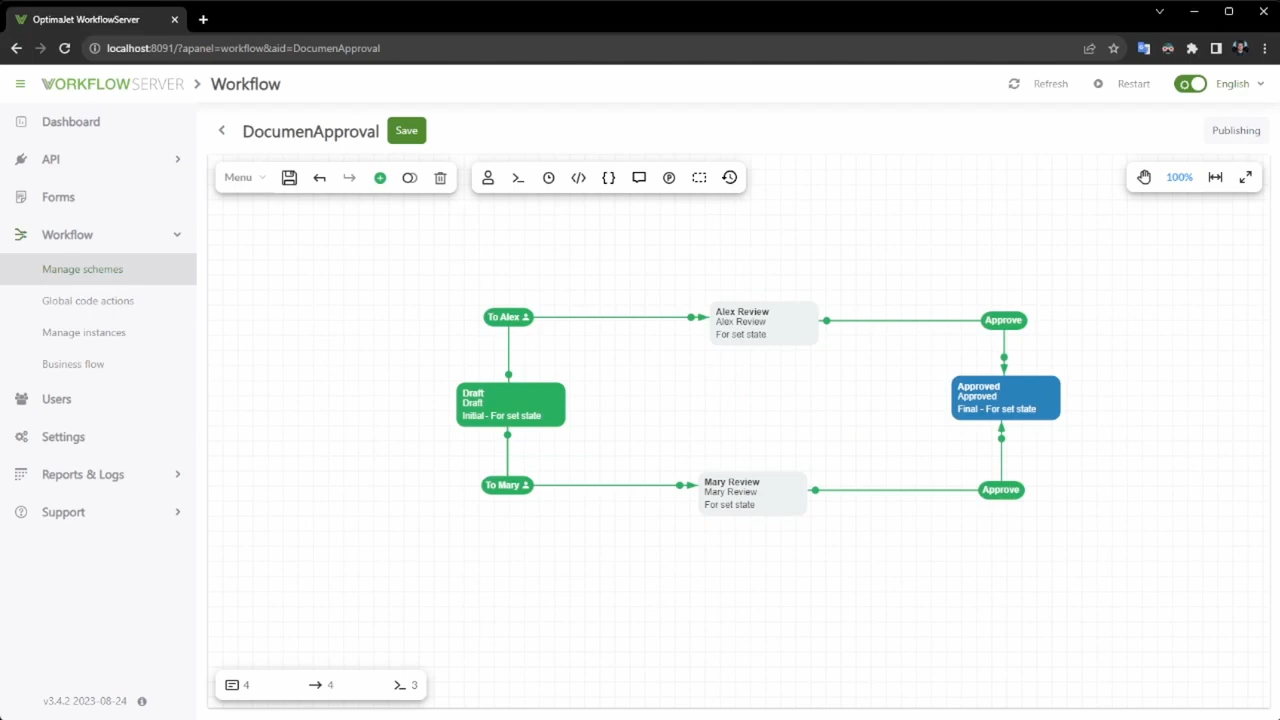 OptimaJet WorkflowServer
localhost:8091/?apanel=workflow&aid=DocumenApproval
WORKFLOWSERVER > Workflow
Refresh
Restart
English
Dashboard
API
Forms
Workflow
Manage schemes
Global code actions
Manage instances
Business flow
Users
Settings
Reports & Logs
Support
v3.4.2 2023-08-24
DocumenApproval
Save
Publishing
Menu
100%
To Alex
Alex Review
Alex Review
For set state
Approve
Draft
Draft
Initial - For set state
Approved
Approved
Final - For set state
To Mary
Mary Review
Mary Review
For set state
Approve
4
4
3